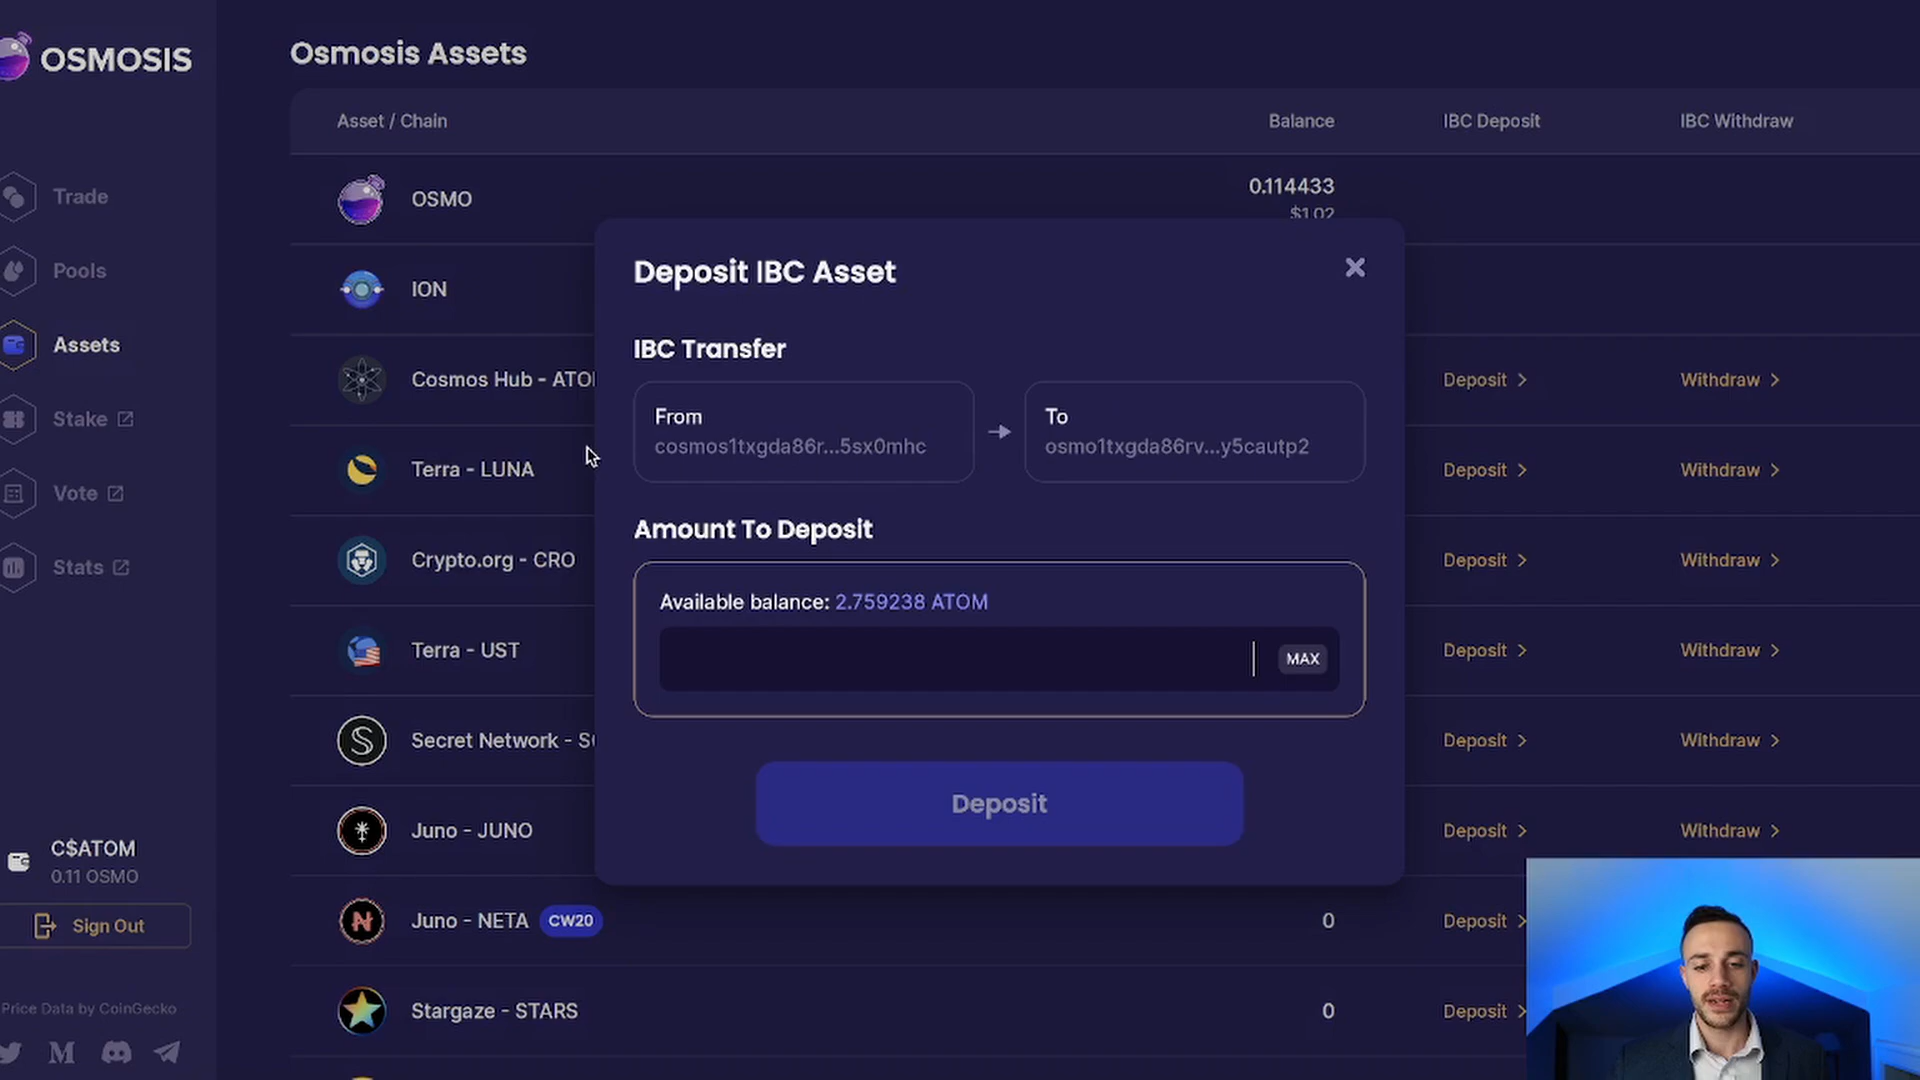 OSMOSIS
Trade
Pools
Assets
Stake
Vote
Stats
C$ATOM
0.11 OSMO
Sign Out
Price Data by CoinGecko
Osmosis Assets
Asset / Chain Balance IBC Deposit IBC Withdraw
OSMO 0.114433
$1.02
ION
Cosmos Hub - ATO Deposit Withdraw
Terra - LUNA Deposit Withdraw
Crypto.org - CRO Deposit Withdraw
Terra - UST Deposit Withdraw
Secret Network - Deposit Withdraw
Juno - JUNO Deposit Withdraw
Juno - NETA CW20 0 Deposit
Stargaze - STARS 0 Deposit
Deposit IBC Asset
IBC Transfer
From To
cosmos1txgda86r...5sx0mhc osmo1txgda86rv...y5cautp2
Amount To Deposit
Available balance: 2.759238 ATOM
MAX
Deposit